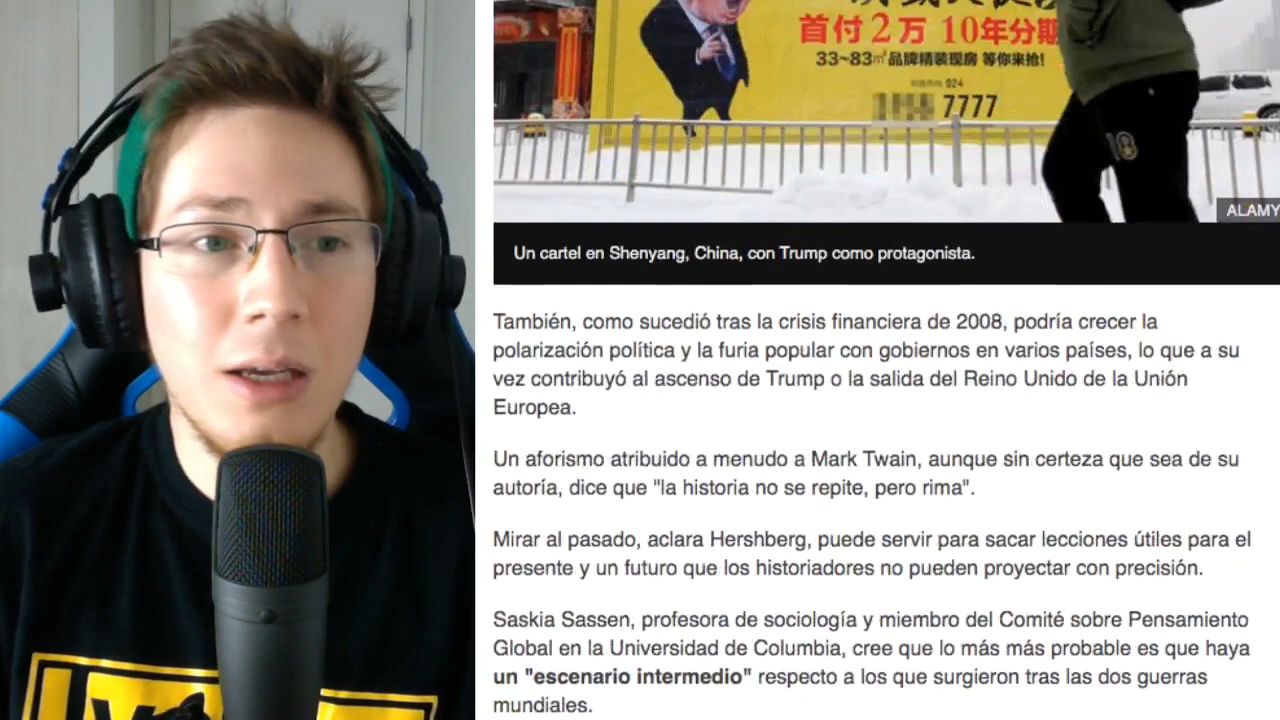 首付2万 10年分期
33~83㎡品牌精装现房 等你来抢!
024
7777
ALAMY
Un cartel en Shenyang, China, con Trump como protagonista.
También, como sucedió tras la crisis financiera de 2008, podría crecer la
polarización política y la furia popular con gobiernos en varios países, lo que a su
vez contribuyó al ascenso de Trump o la salida del Reino Unido de la Unión
Europea.
Un aforismo atribuido a menudo a Mark Twain, aunque sin certeza que sea de su
autoría, dice que "la historia no se repite, pero rima".
Mirar al pasado, aclara Hershberg, puede servir para sacar lecciones útiles para el
presente y un futuro que los historiadores no pueden proyectar con precisión.
Saskia Sassen, profesora de sociología y miembro del Comité sobre Pensamiento
Global en la Universidad de Columbia, cree que lo más más probable es que haya
un "escenario intermedio" respecto a los que surgieron tras las dos guerras
mundiales.